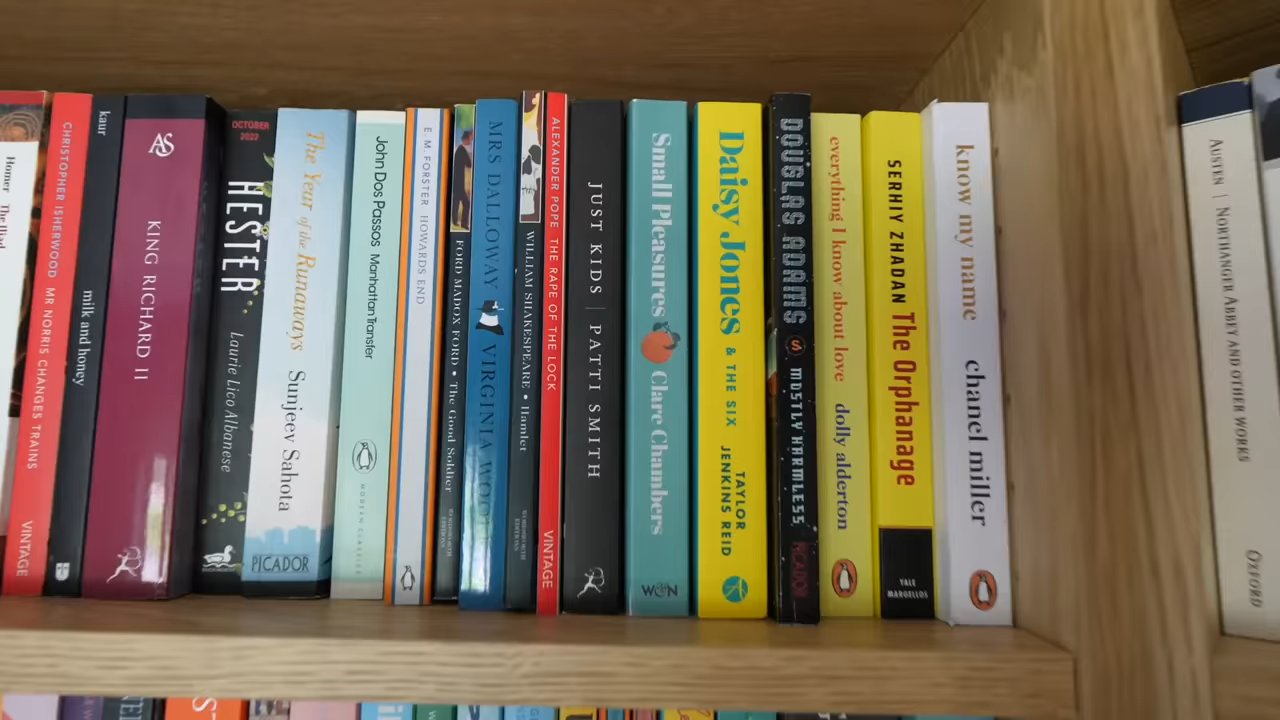 Homer The Iliad
CHRISTOPHER ISHERWOOD MR NORRIS CHANGES TRAINS VINTAGE
kaur milk and honey
AS KING RICHARD II
OCTOBER
2022
HESTER Laurie Lico Albanese
The Year of the Runaways Sunjeev Sahota
PICADOR
John Dos Passos Manhattan Transfer MODERN CLASSICS
E. M. FORSTER HOWARDS END
FORD MADOX FORD • The Good Soldier WORDSWORTH EDITIONS
MRS DALLOWAY VIRGINIA WOOLF
WILLIAM SHAKESPEARE • Hamlet WORDSWORTH EDITIONS
ALEXANDER POPE THE RAPE OF THE LOCK VINTAGE
JUST KIDS | PATTI SMITH
Small Pleasures Clare Chambers
W&N
Daisy Jones & THE SIX TAYLOR JENKINS REID
DOUGLAS ADAMS MOSTLY HARMLESS PICADOR
everything I know about love dolly alderton
SERHIY ZHADAN The Orphanage
YALE
MARGELLOS
know my name chanel miller
AUSTEN | NORTHANGER ABBEY AND OTHER WORKS OXFORD